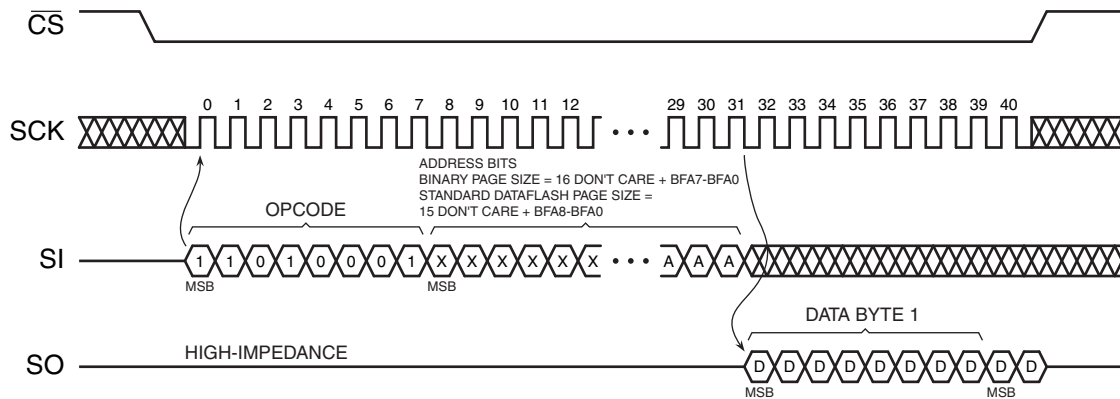 CS
0 1 2 3 4 5 6 7 8 9 10 11 12 29 30 31 32 33 34 35 36 37 38 39 40
SCK
ADDRESS BITS
BINARY PAGE SIZE = 16 DON'T CARE + BFA7-BFA0
STANDARD DATAFLASH PAGE SIZE =
15 DON'T CARE + BFA8-BFA0
OPCODE
SI 1 1 0 1 0 0 0 1 X X X X X X • • • A A A
MSB MSB
DATA BYTE 1
HIGH-IMPEDANCE
SO D D D D D D D D D D
MSB MSB